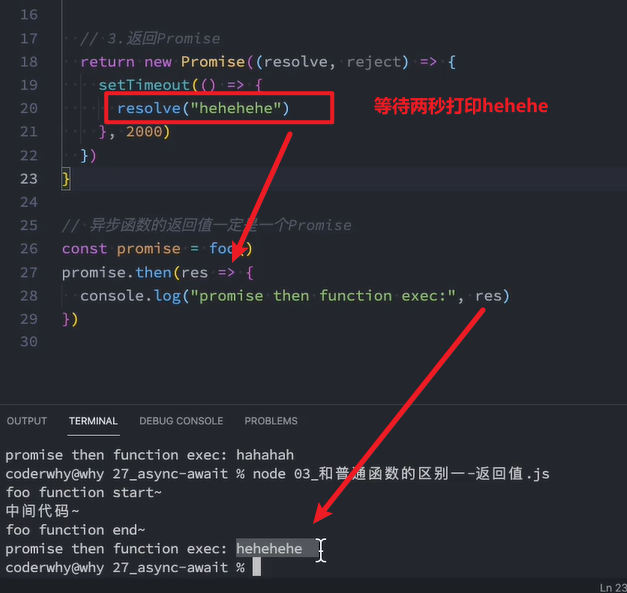 16
17 // 3.返回Promise
18 return new Promise((resolve, reject) => {
19 setTimeout(() => {
20 resolve("hehehehe")
等待两秒打印hehehe
21 }, 2000)
22 })
23 }
24
25 // 异步函数的返回值一定是一个Promise
26 const promise = foo()
27 promise.then(res => {
28 console.log("promise then function exec:", res)
29 })
30
OUTPUT TERMINAL DEBUG CONSOLE PROBLEMS
promise then function exec: hahahah
coderwhy@why 27_async-await % node 03_和普通函数的区别一-返回值.js
foo function start~
中间代码~
foo function end~
promise then function exec: hehehehe
coderwhy@why 27_async-await %
Ln 23